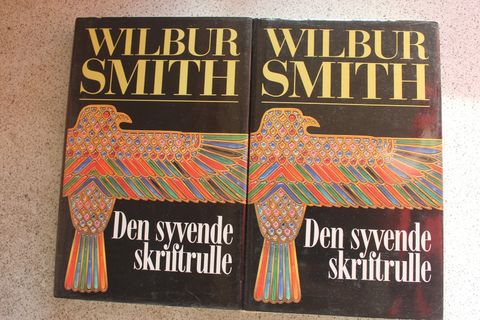 WILBUR
SMITH
Den syvende
skriftrulle
WILBUR
SMITH
Den syvende
skriftrulle